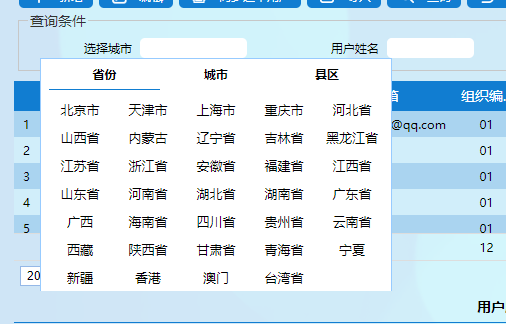 查询条件
选择城市 用户姓名
省份 城市 县区
箱 组织编...
北京市 天津市 上海市 重庆市 河北省
1 @qq.com 01
山西省 内蒙古 辽宁省 吉林省 黑龙江省
2 01
江苏省 浙江省 安徽省 福建省 江西省
3 01
山东省 河南省 湖北省 湖南省 广东省
4 01
广西 海南省 四川省 贵州省 云南省
5 01
西藏 陕西省 甘肃省 青海省 宁夏
12
新疆 香港 澳门 台湾省
20
用户